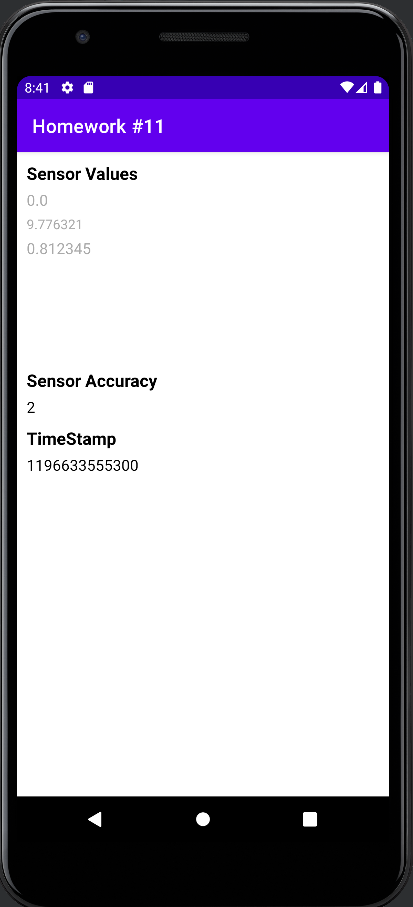 8:41
Homework #11
Sensor Values
0.0
9.776321
0.812345
Sensor Accuracy
2
TimeStamp
1196633555300